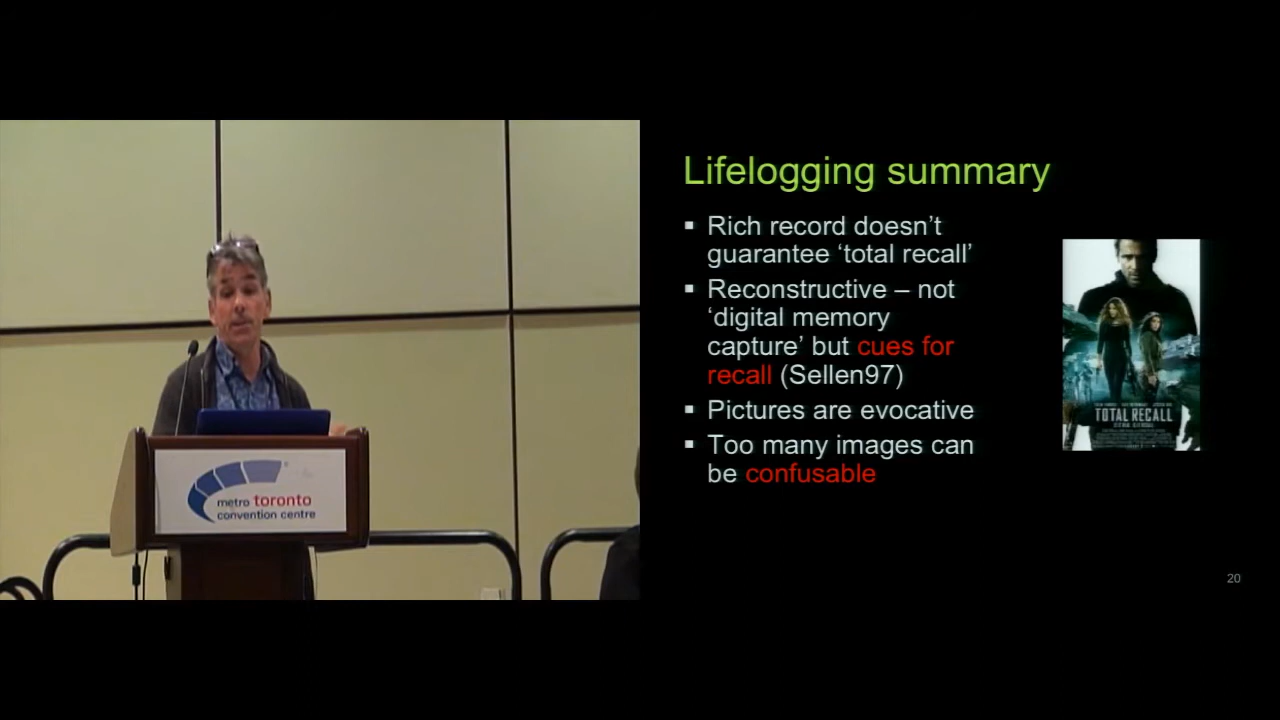 Lifelogging summary
▪ Rich record doesn’t
guarantee ‘total recall’
▪ Reconstructive – not
‘digital memory
capture’ but cues for
recall (Sellen97)
▪ Pictures are evocative
▪ Too many images can
be confusable
TOTAL RECALL
20
metro toronto
convention centre